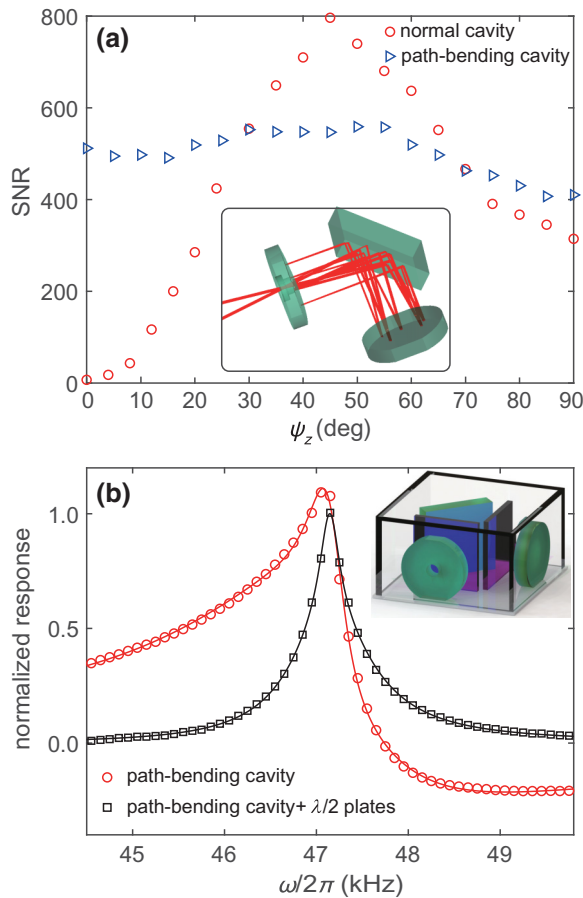 (a)
normal cavity
path-bending cavity
SNR
800
600
400
200
0
0 10 20 30 40 50 60 70 80 90
ψz (deg)
(b)
normalized response
1.0
0.5
0.0
path-bending cavity
path-bending cavity+ λ/2 plates
45 46 47 48 49
ω/2π (kHz)